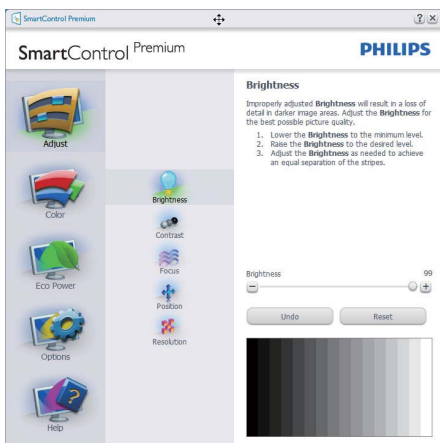 SmartControl Premium
SmartControl Premium
PHILIPS
Adjust
Color
Eco Power
Options
Help
Brightness
Contrast
Focus
Position
Resolution
Brightness
Improperly adjusted Brightness will result in a loss of
detail in darker image areas. Adjust the Brightness for
the best possible picture quality.
1. Lower the Brightness to the minimum level.
2. Raise the Brightness to the desired level.
3. Adjust the Brightness as needed to achieve
an equal separation of the stripes.
Brightness 99
Undo Reset